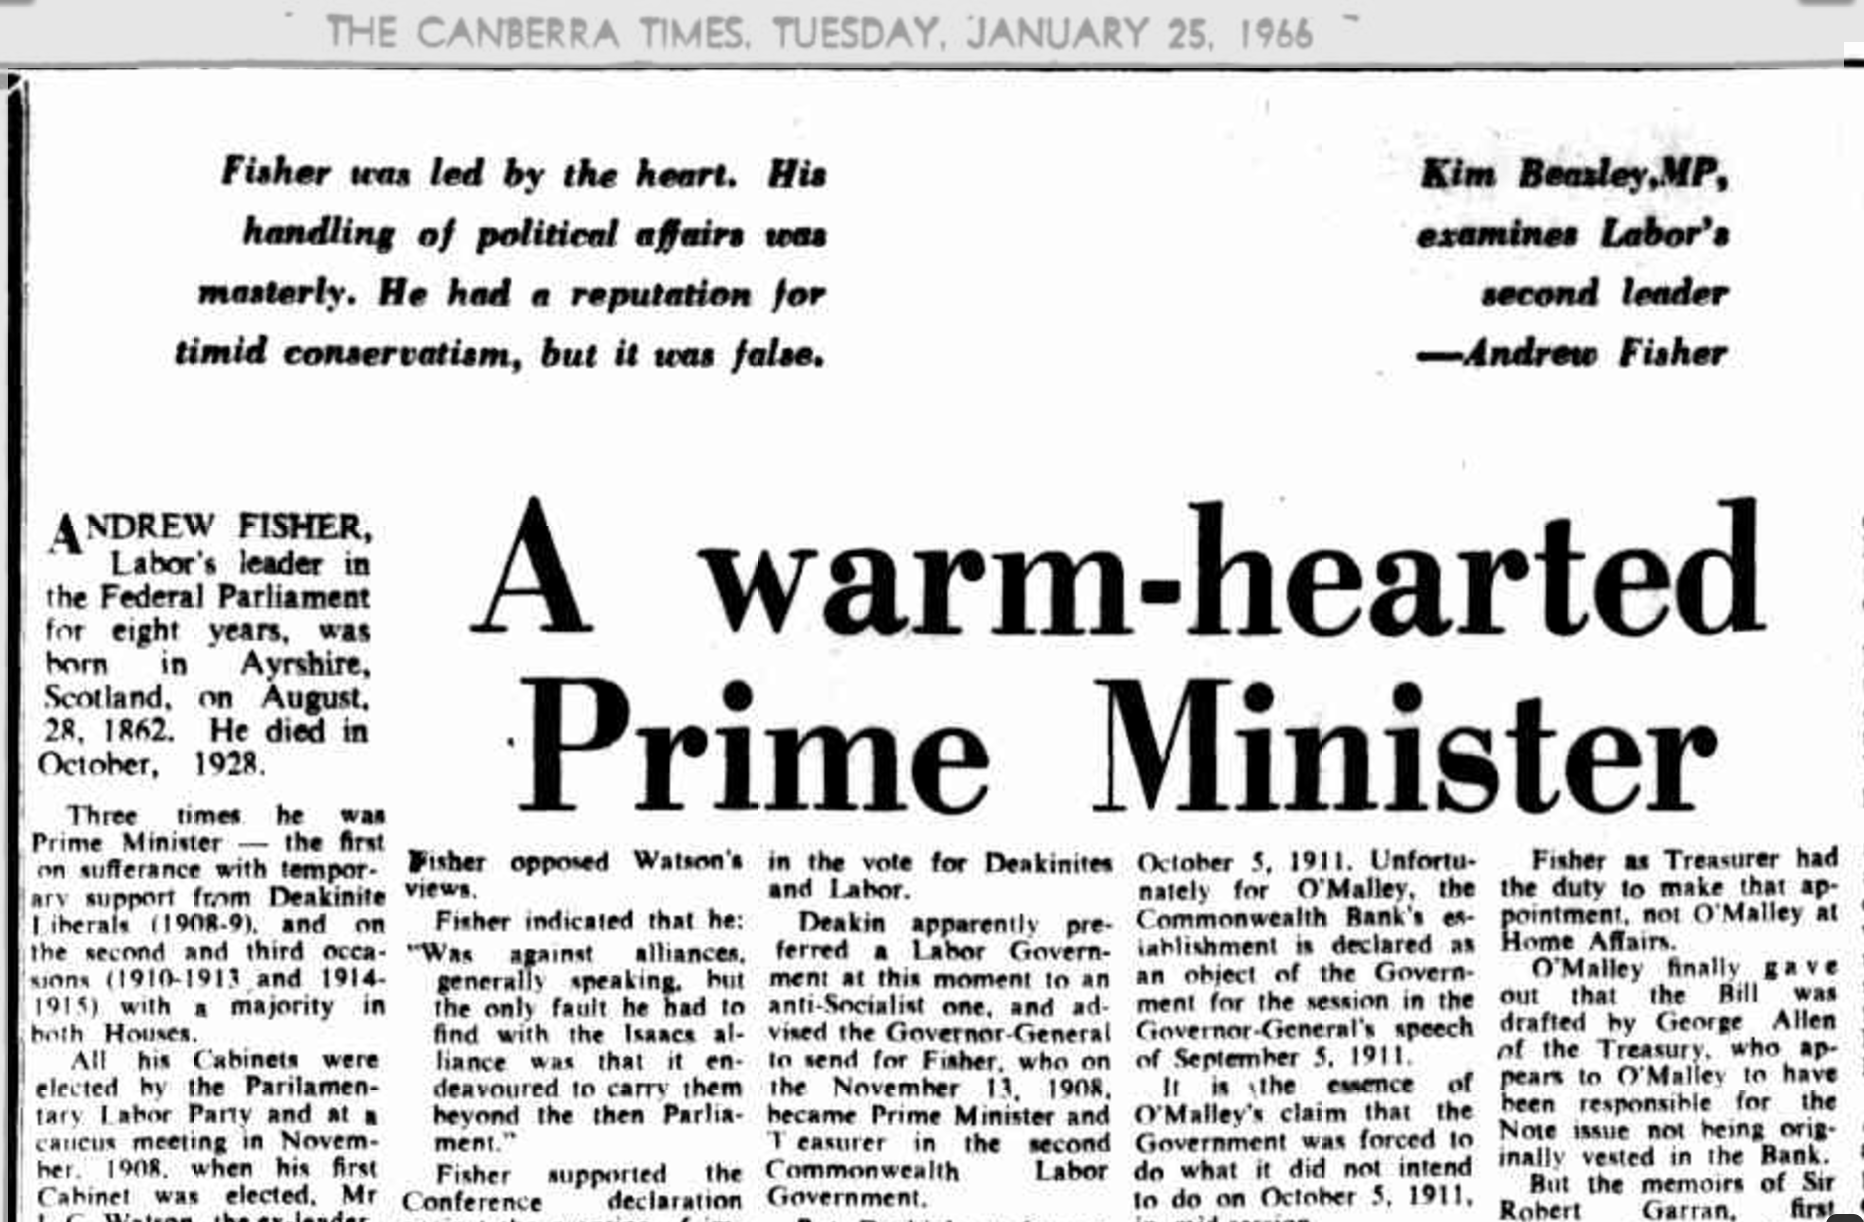 THE CANBERRA TIMES, TUESDAY, JANUARY 25, 1966
Fisher was led by the heart. His
handling of political affairs was
masterly. He had a reputation for
timid conservatism, but it was false.
Kim Beazley,MP,
examines Labor's
second leader
—Andrew Fisher
A warm-hearted
Prime Minister
ANDREW FISHER,
Labor's leader in
the Federal Parliament
for eight years, was
born in Ayrshire,
Scotland, on August,
28, 1862. He died in
October, 1928.
Three times he was
Prime Minister — the first
on sufferance with tempor-
ary support from Deakinite
Liberals (1908-9), and on
the second and third occa-
sions (1910-1913 and 1914-
1915) with a majority in
both Houses.
All his Cabinets were
elected by the Parilamen-
tary Labor Party and at a
caucus meeting in Novem-
ber, 1908, when his first
Cabinet was elected, Mr
Watson, the ex-leader,
Fisher opposed Watson's
views.
Fisher indicated that he:
"Was against alliances,
generally speaking, but
the only fault he had to
find with the Isaacs al-
liance was that it en-
deavoured to carry them
beyond the then Parlia-
ment."
Fisher supported the
Conference declaration
in the vote for Deakinites
and Labor.
Deakin apparently pre-
ferred a Labor Govern-
ment at this moment to an
anti-Socialist one, and ad-
vised the Governor-General
to send for Fisher, who on
the November 13, 1908,
became Prime Minister and
T easurer in the second
Commonwealth Labor
Government.
October 5, 1911. Unfortu-
nately for O'Malley, the
Commonwealth Bank's es-
tablishment is declared as
an object of the Govern-
ment for the session in the
Governor-General's speech
of September 5, 1911.
It is the essence of
O'Malley's claim that the
Government was forced to
do what it did not intend
to do on October 5, 1911,
Fisher as Treasurer had
the duty to make that ap-
pointment, not O'Malley at
Home Affairs.
O'Malley finally gave
out that the Bill was
drafted by George Allen
of the Treasury, who ap-
pears to O'Malley to have
been responsible for the
Note issue not being orig-
inally vested in the Bank.
But the memoirs of Sir
Robert Garran, first